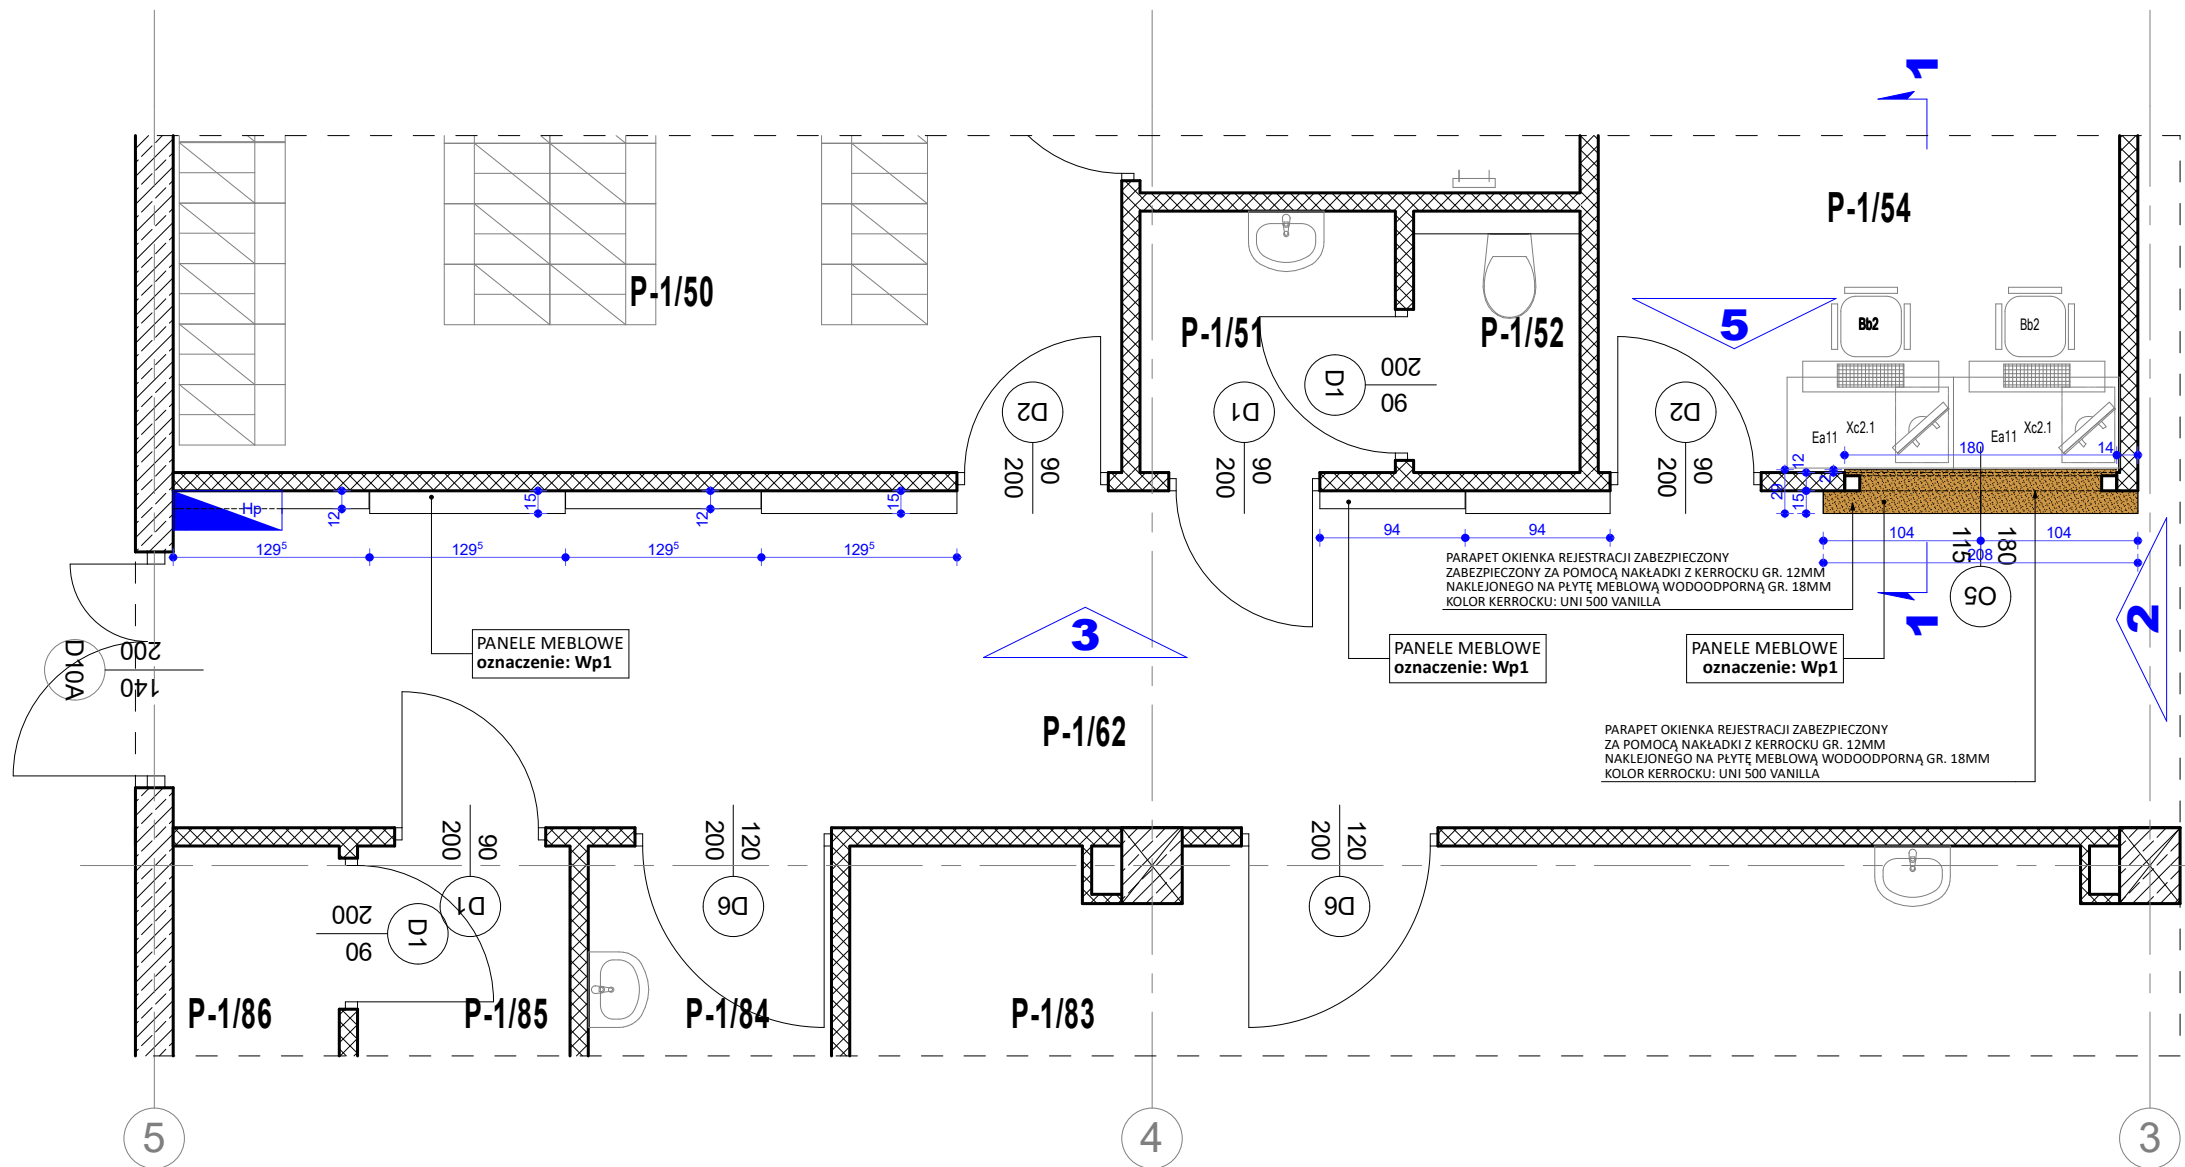 1
P-1/54
P-1/50
P-1/51
P-1/52
5
Bb2
Bb2
D2
90
200
D1
90
200
D1
200
90
D2
90
200
Ea11
Xc2.1
Ea11
Xc2.1
180
14
12
2
29
15
Hp
12
15
12
15
129⁵
129⁵
129⁵
129⁵
94
94
104
104
208
180
115
O5
PARAPET OKIENKA REJESTRACJI ZABEZPIECZONY
ZABEZPIECZONY ZA POMOCĄ NAKŁADKI Z KERROCKU GR. 12MM
NAKLEJONEGO NA PŁYTĘ MEBLOWĄ WODOODPORNĄ GR. 18MM
KOLOR KERROCKU: UNI 500 VANILLA
1
2
3
D10A
200
140
PANELE MEBLOWE
oznaczenie: Wp1
PANELE MEBLOWE
oznaczenie: Wp1
PANELE MEBLOWE
oznaczenie: Wp1
P-1/62
PARAPET OKIENKA REJESTRACJI ZABEZPIECZONY
ZA POMOCĄ NAKŁADKI Z KERROCKU GR. 12MM
NAKLEJONEGO NA PŁYTĘ MEBLOWĄ WODOODPORNĄ GR. 18MM
KOLOR KERROCKU: UNI 500 VANILLA
90
200
D1
120
200
D6
120
200
D6
200
90
D1
P-1/86
P-1/85
P-1/84
P-1/83
5
4
3